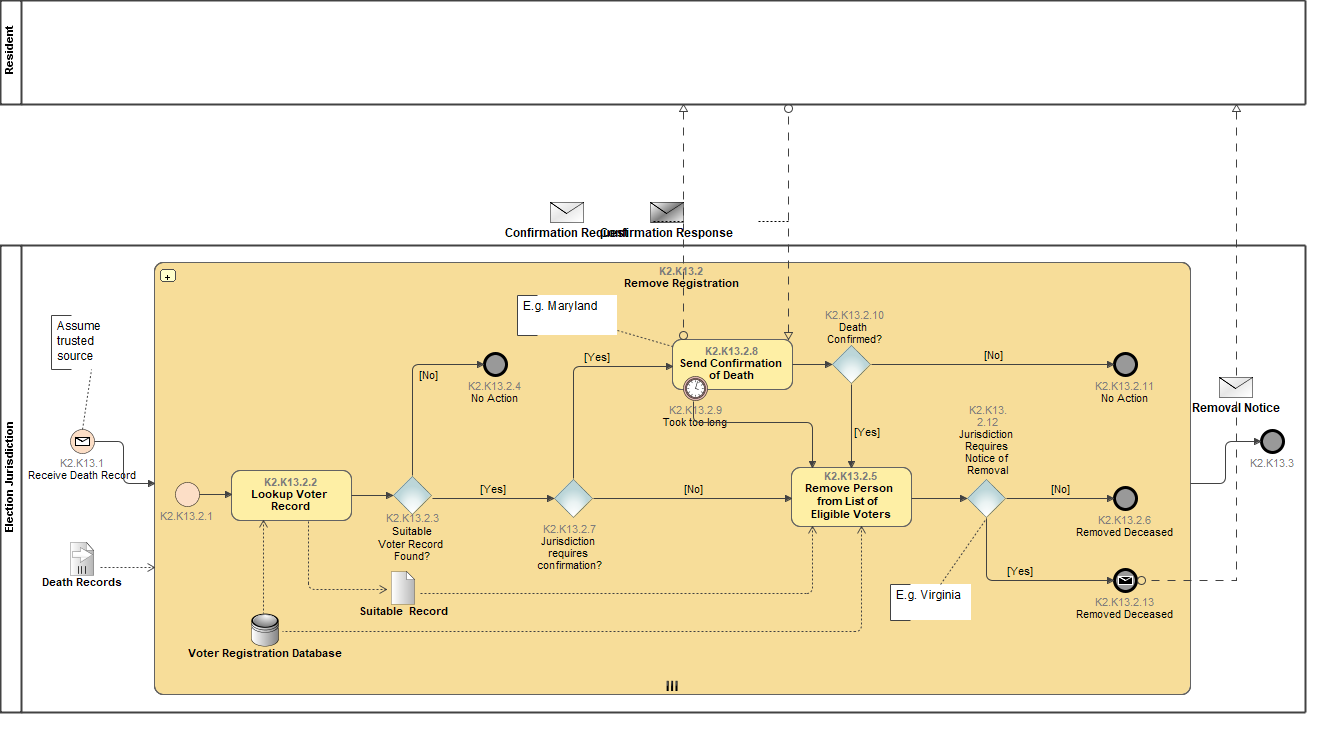 Resident
Confirmation Request
Confirmation Response
Election Jurisdiction
K2.K13.2
Remove Registration
E.g. Maryland
Assume
trusted
source
K2.K13.1
Receive Death Record
Death Records
K2.K13.2.1
K2.K13.2.2
Lookup Voter
Record
K2.K13.2.3
Suitable
Voter Record
Found?
[No]
K2.K13.2.4
No Action
[Yes]
K2.K13.2.7
Jurisdiction
requires
confirmation?
[Yes]
[No]
K2.K13.2.8
Send Confirmation
of Death
K2.K13.2.9
Took too long
K2.K13.2.10
Death
Confirmed?
[No]
K2.K13.2.11
No Action
[Yes]
K2.K13.2.5
Remove Person
from List of
Eligible Voters
K2.K13.
2.12
Jurisdiction
Requires
Notice of
Removal
[No]
K2.K13.2.6
Removed Deceased
[Yes]
K2.K13.2.13
Removed Deceased
E.g. Virginia
Suitable Record
Voter Registration Database
Removal Notice
K2.K13.3